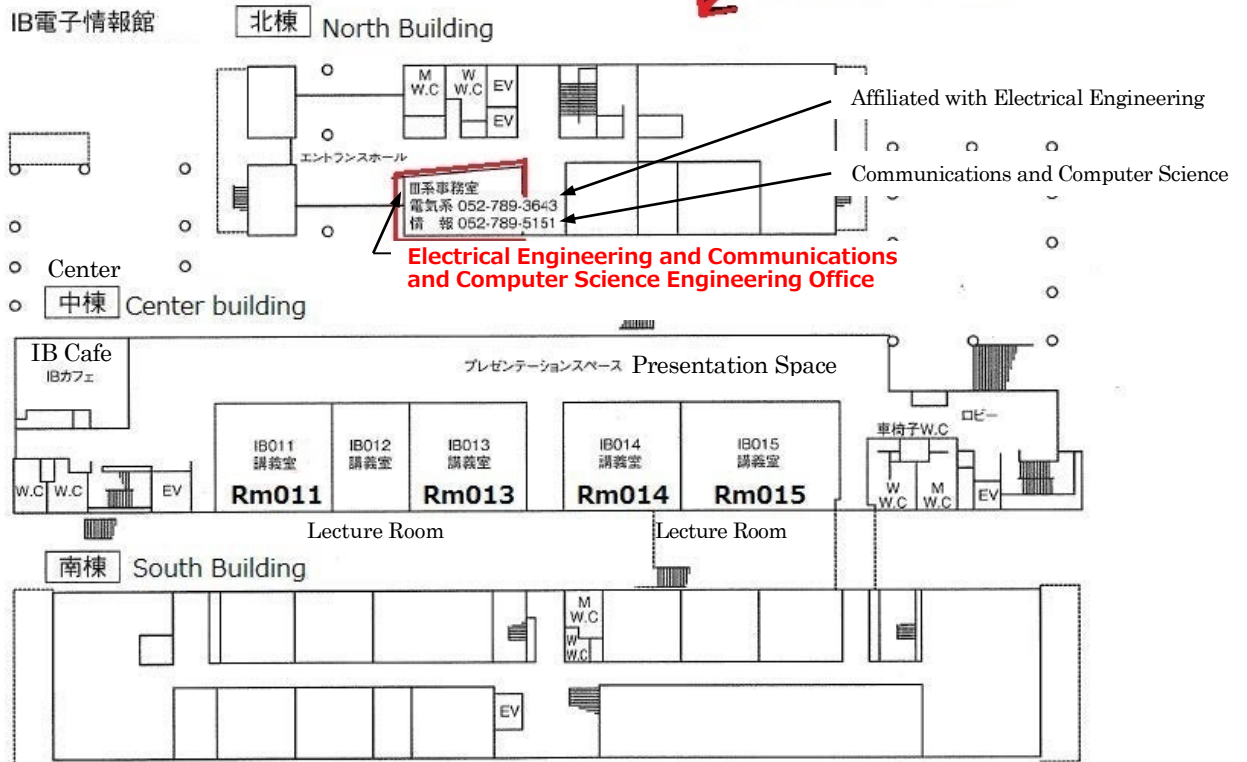 IB電子情報館
北棟 North Building
M
W.C
W
W.C
EV
EV
Affiliated with Electrical Engineering
エントランスホール
Communications and Computer Science
Ⅲ系事務室
電気系 052-789-3643
情　報 052-789-5151
Electrical Engineering and Communications
and Computer Science Engineering Office
Center
中棟 Center building
IB Cafe
IBカフェ
プレゼンテーションスペース Presentation Space
ロビー
車椅子W.C
IB011
講義室
Rm011
IB012
講義室
IB013
講義室
Rm013
IB014
講義室
Rm014
IB015
講義室
Rm015
W.C
W.C
EV
W
W.C
M
W.C
EV
Lecture Room
Lecture Room
南棟 South Building
M
W.C
W
W.C
EV